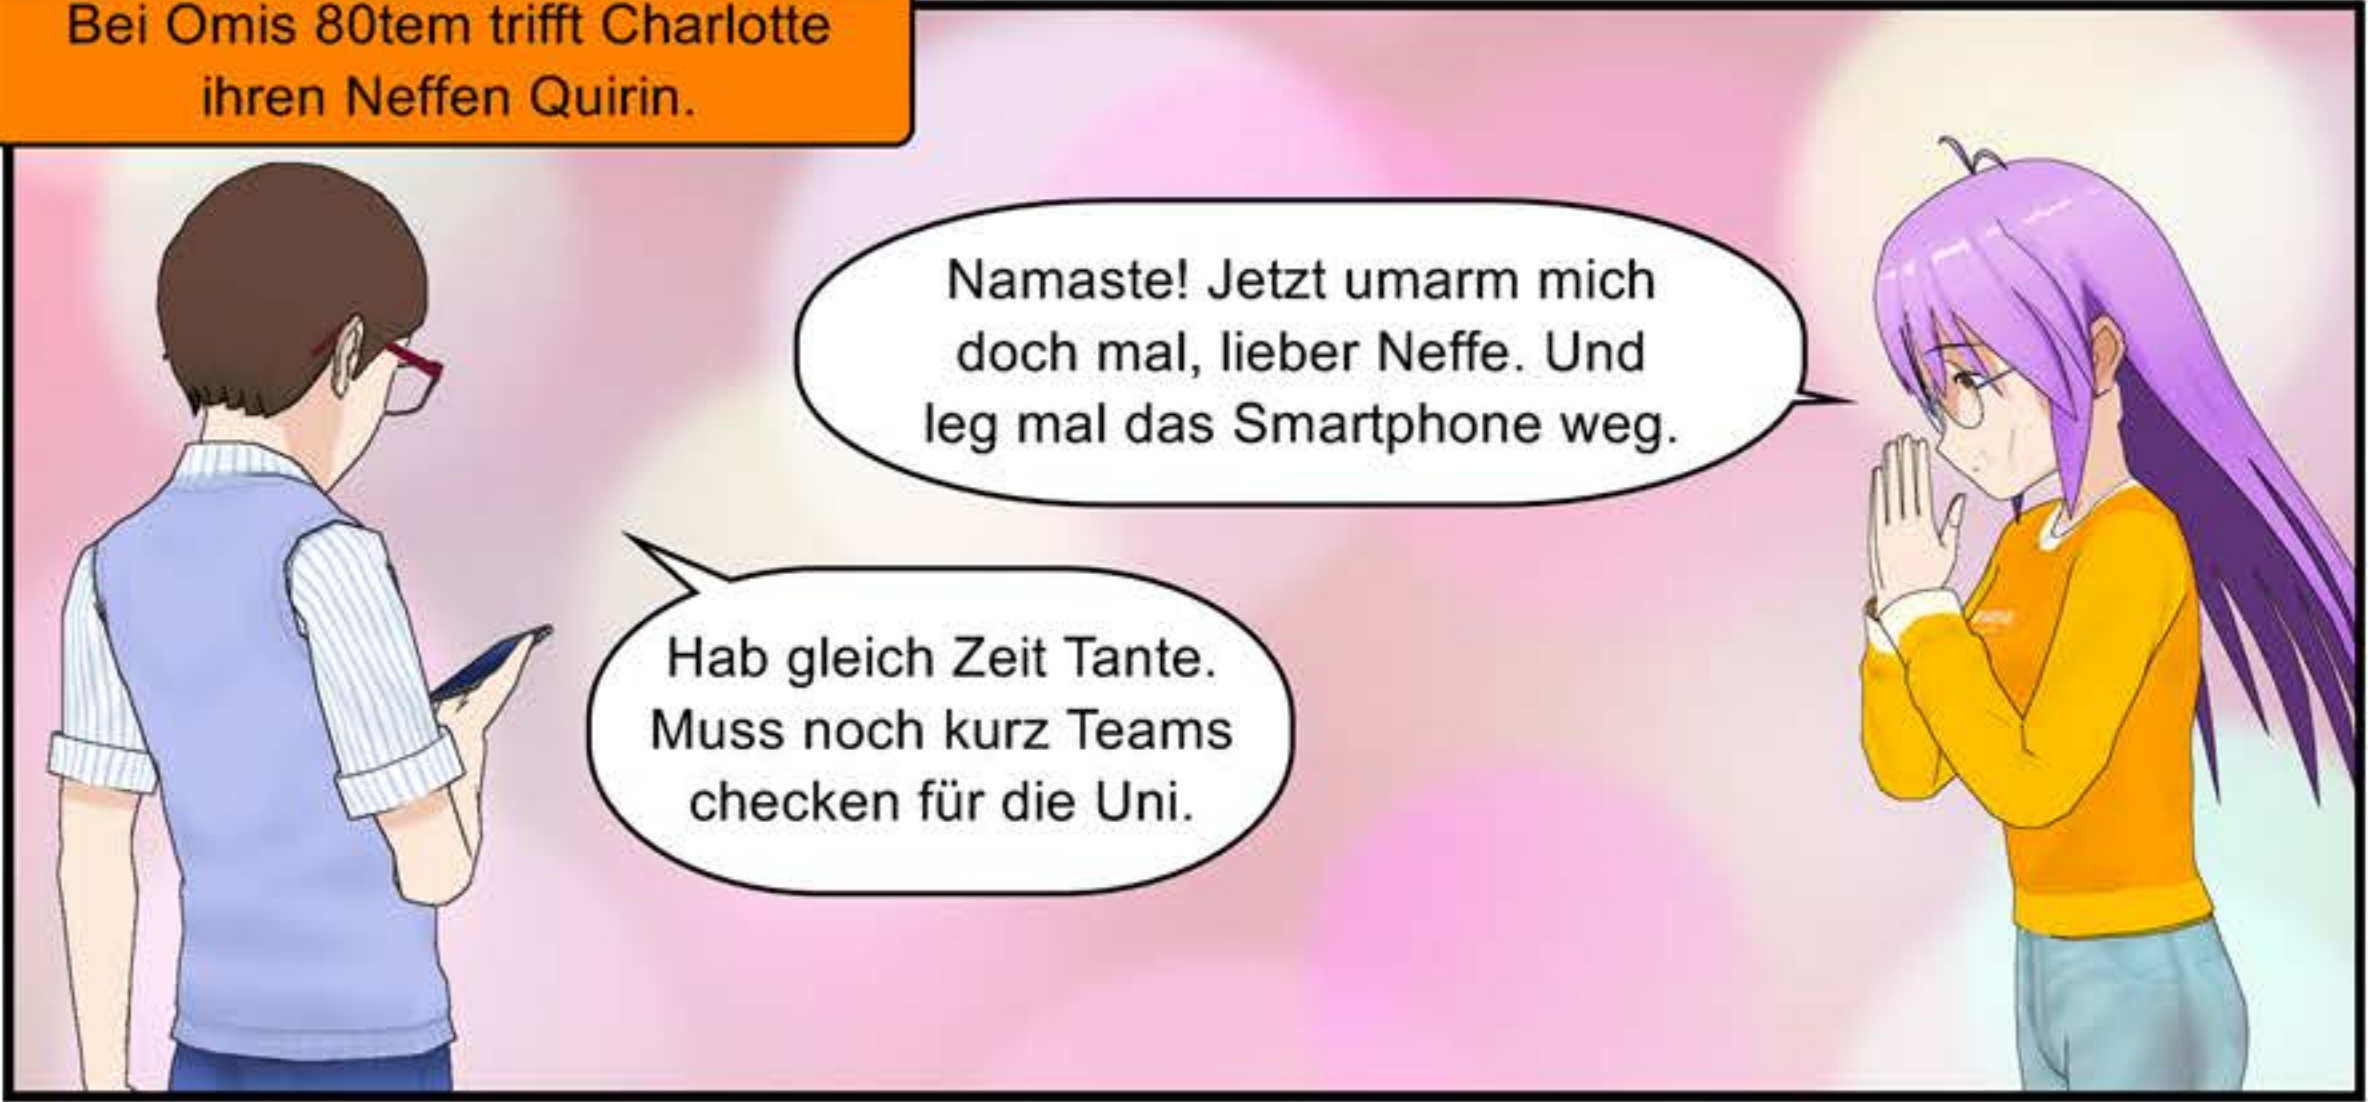 Bei Omis 80tem trifft Charlotte
ihren Neffen Quirin.
Namaste! Jetzt umarm mich
doch mal, lieber Neffe. Und
leg mal das Smartphone weg.
Hab gleich Zeit Tante.
Muss noch kurz Teams
checken für die Uni.